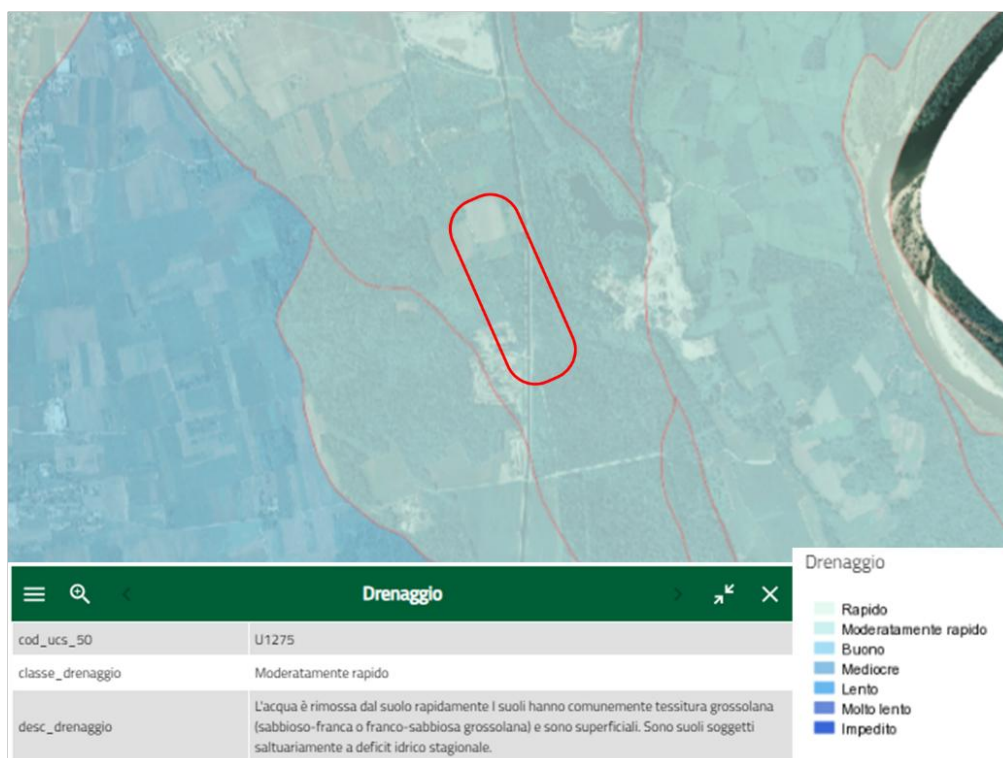 Drenaggio
cod_ucs_50 U1275
classe_drenaggio Moderatamente rapido
desc_drenaggio L'acqua è rimossa dal suolo rapidamente I suoli hanno comunemente tessitura grossolana
(sabbioso-franca o franco-sabbiosa grossolana) e sono superficiali. Sono suoli soggetti
saltuariamente a deficit idrico stagionale.
Drenaggio
Rapido
Moderatamente rapido
Buono
Mediocre
Lento
Molto lento
Impedito